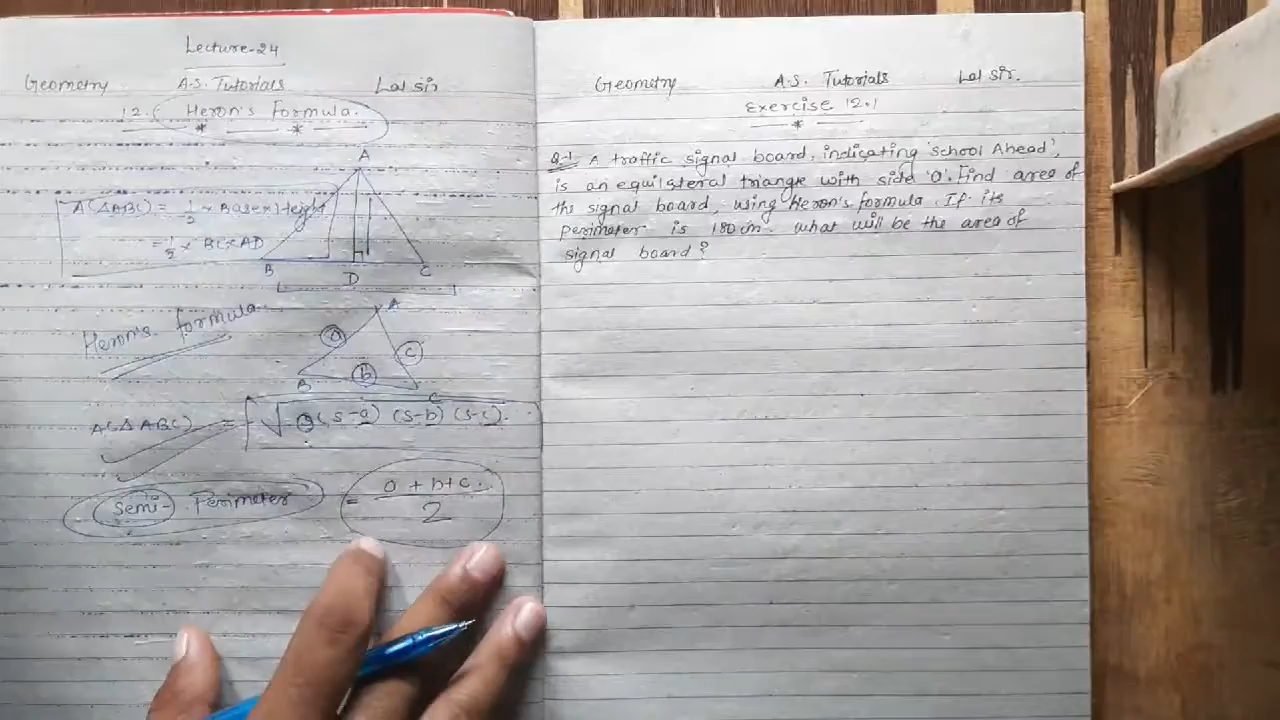 Lecture-24
Geometry A.S. Tutorials Lal sir
12. Heron's Formula.
A
A(ΔABC) = 1/2 × Base × Height
= 1/2 × BC × AD
B D C
Heron's formula
A
a c
B b C
A(ΔABC) = √s(s-a) (s-b) (s-c).
Semi- Perimeter = a + b + c. / 2
Geometry A.S. Tutorials Lal sir.
Exercise 12.1
Q-1 A traffic signal board, indicating 'School Ahead',
is an equilateral triangle with side 'a'. Find area of
the signal board, using Heron's formula. If its
perimeter is 180 cm. what will be the area of
signal board?